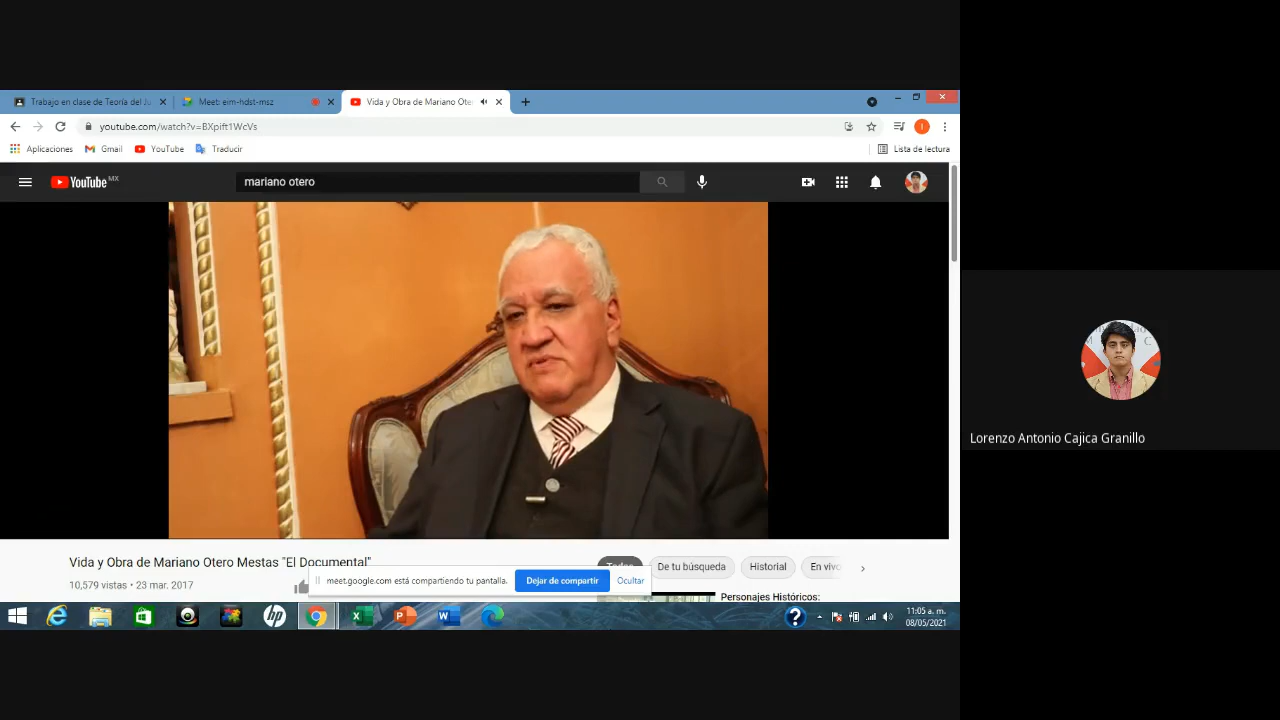 Trabajo en clase de Teoría del Ju
Meet: eim-hdst-msz
Vida y Obra de Mariano Ote
youtube.com/watch?v=BXpift1WcVs
Aplicaciones
Gmail
YouTube
Traducir
Lista de lectura
YouTube MX
mariano otero
Lorenzo Antonio Cajica Granillo
Vida y Obra de Mariano Otero Mestas "El Documental"
10,579 vistas • 23 mar. 2017
De tu búsqueda
Historial
En vivo
meet.google.com está compartiendo tu pantalla.
Dejar de compartir
Ocultar
Personajes Históricos:
11:05 a. m.
08/05/2021